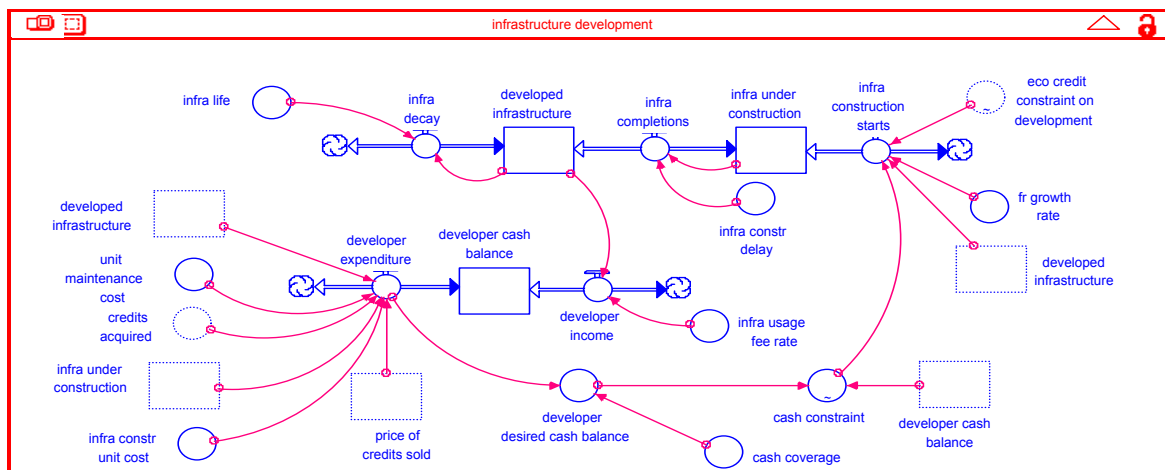 infrastructure development
infra life
infra
decay
developed
infrastructure
infra
completions
infra under
construction
infra
construction
starts
eco credit
constraint on
development
~
fr growth
rate
infra constr
delay
developed
infrastructure
developed
infrastructure
unit
maintenance
cost
credits
acquired
infra under
construction
infra constr
unit cost
developer
expenditure
developer cash
balance
developer
income
infra usage
fee rate
price of
credits sold
developer
desired cash balance
~
cash constraint
developer cash
balance
cash coverage